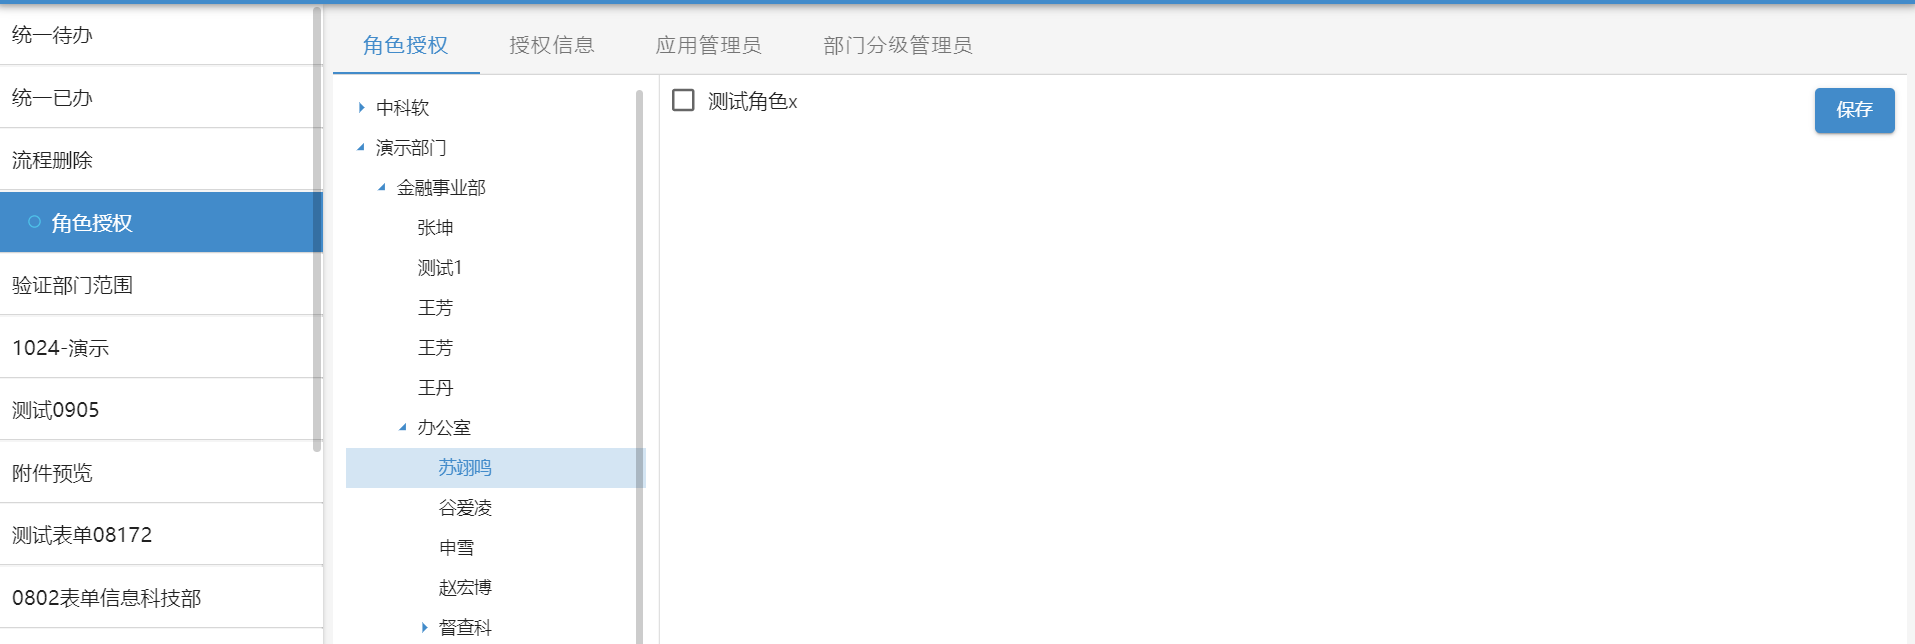 统一待办
统一已办
流程删除
角色授权
验证部门范围
1024-演示
测试0905
附件预览
测试表单08172
0802表单信息科技部
角色授权 授权信息 应用管理员 部门分级管理员
中科软
演示部门
金融事业部
张坤
测试1
王芳
王芳
王丹
办公室
苏翊鸣
谷爱凌
申雪
赵宏博
督查科
测试角色x
保存